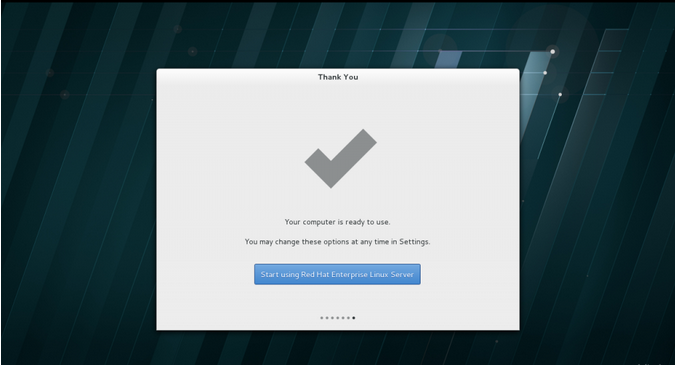 Thank You
Your computer is ready to use.
You may change these options at any time in Settings.
Start using Red Hat Enterprise Linux Server